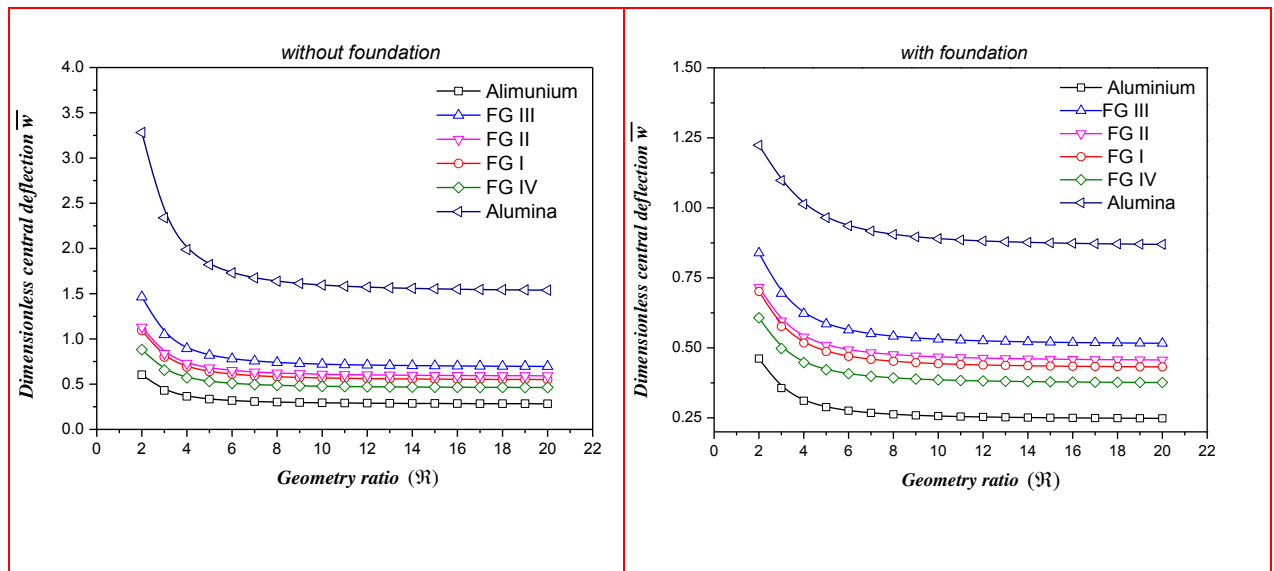 without foundation
4.0
3.5
3.0
2.5
2.0
1.5
1.0
0.5
0.0
Dimensionless central deflection w
Alimunium
FG III
FG II
FG I
FG IV
Alumina
0 2 4 6 8 10 12 14 16 18 20 22
Geometry ratio (ℜ)
with foundation
1.50
1.25
1.00
0.75
0.50
0.25
Dimensionless central deflection w
Aluminium
FG III
FG II
FG I
FG IV
Alumina
0 2 4 6 8 10 12 14 16 18 20 22
Geometry ratio (ℜ)